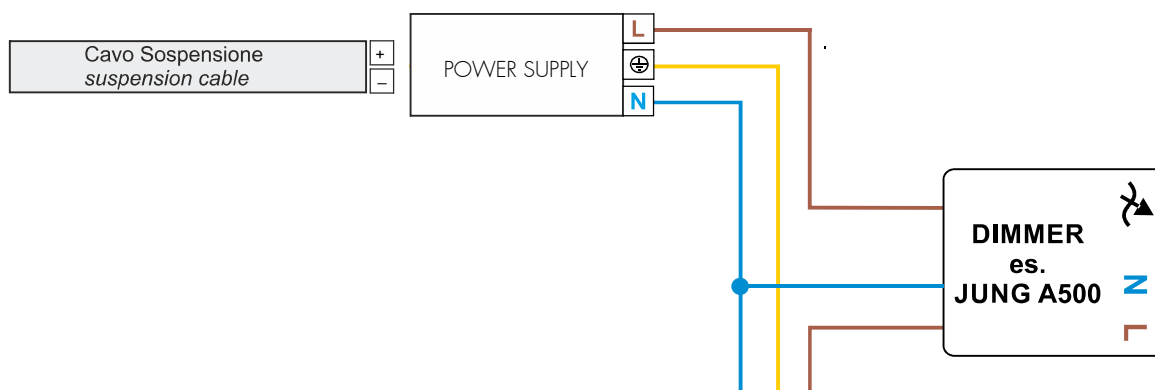 Cavo Sospensione
suspension cable
+
–
POWER SUPPLY
L
N
DIMMER
es.
JUNG A500
N
L